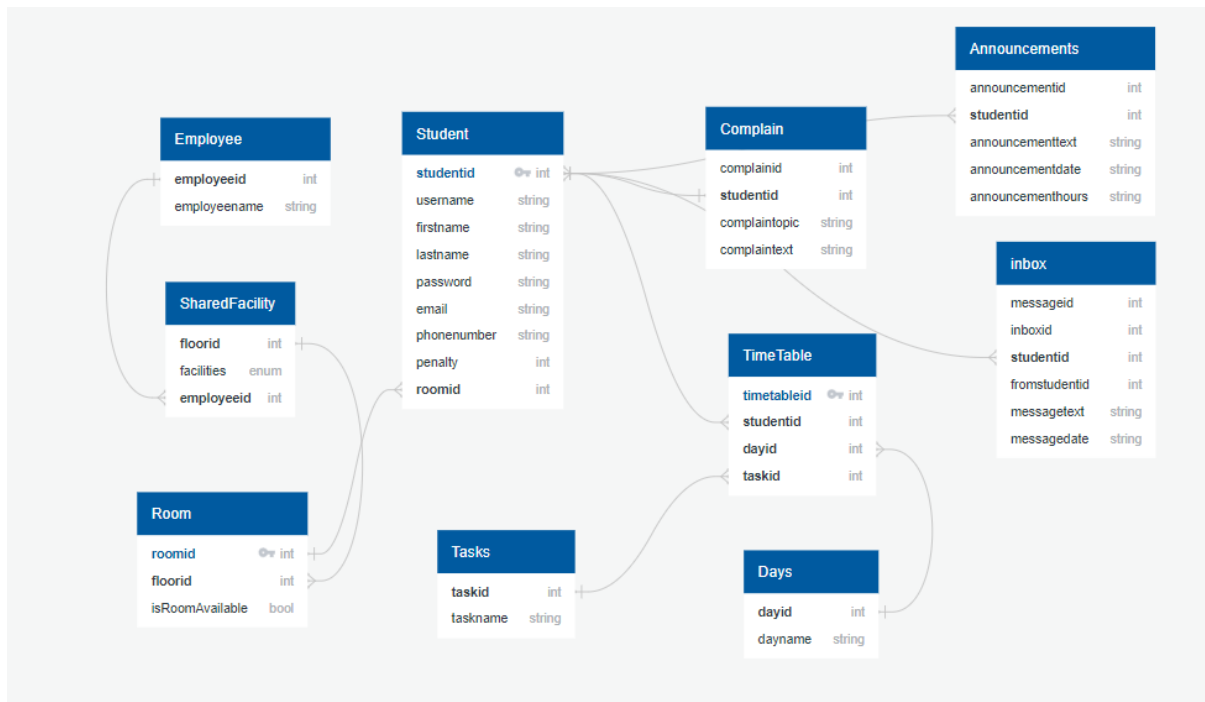 Announcements
announcementid int
studentid int
announcementtext string
announcementdate string
announcementhours string
Employee
employeeid int
employeename string
Student
studentid int
username string
firstname string
lastname string
password string
email string
phonenumber string
penalty int
roomid int
Complain
complainid int
studentid int
complaintopic string
complaintext string
inbox
messageid int
inboxid int
studentid int
fromstudentid int
messagetext string
messagedate string
SharedFacility
floorid int
facilities enum
employeeid int
TimeTable
timetableid int
studentid int
dayid int
taskid int
Room
roomid int
floorid int
isRoomAvailable bool
Tasks
taskid int
taskname string
Days
dayid int
dayname string